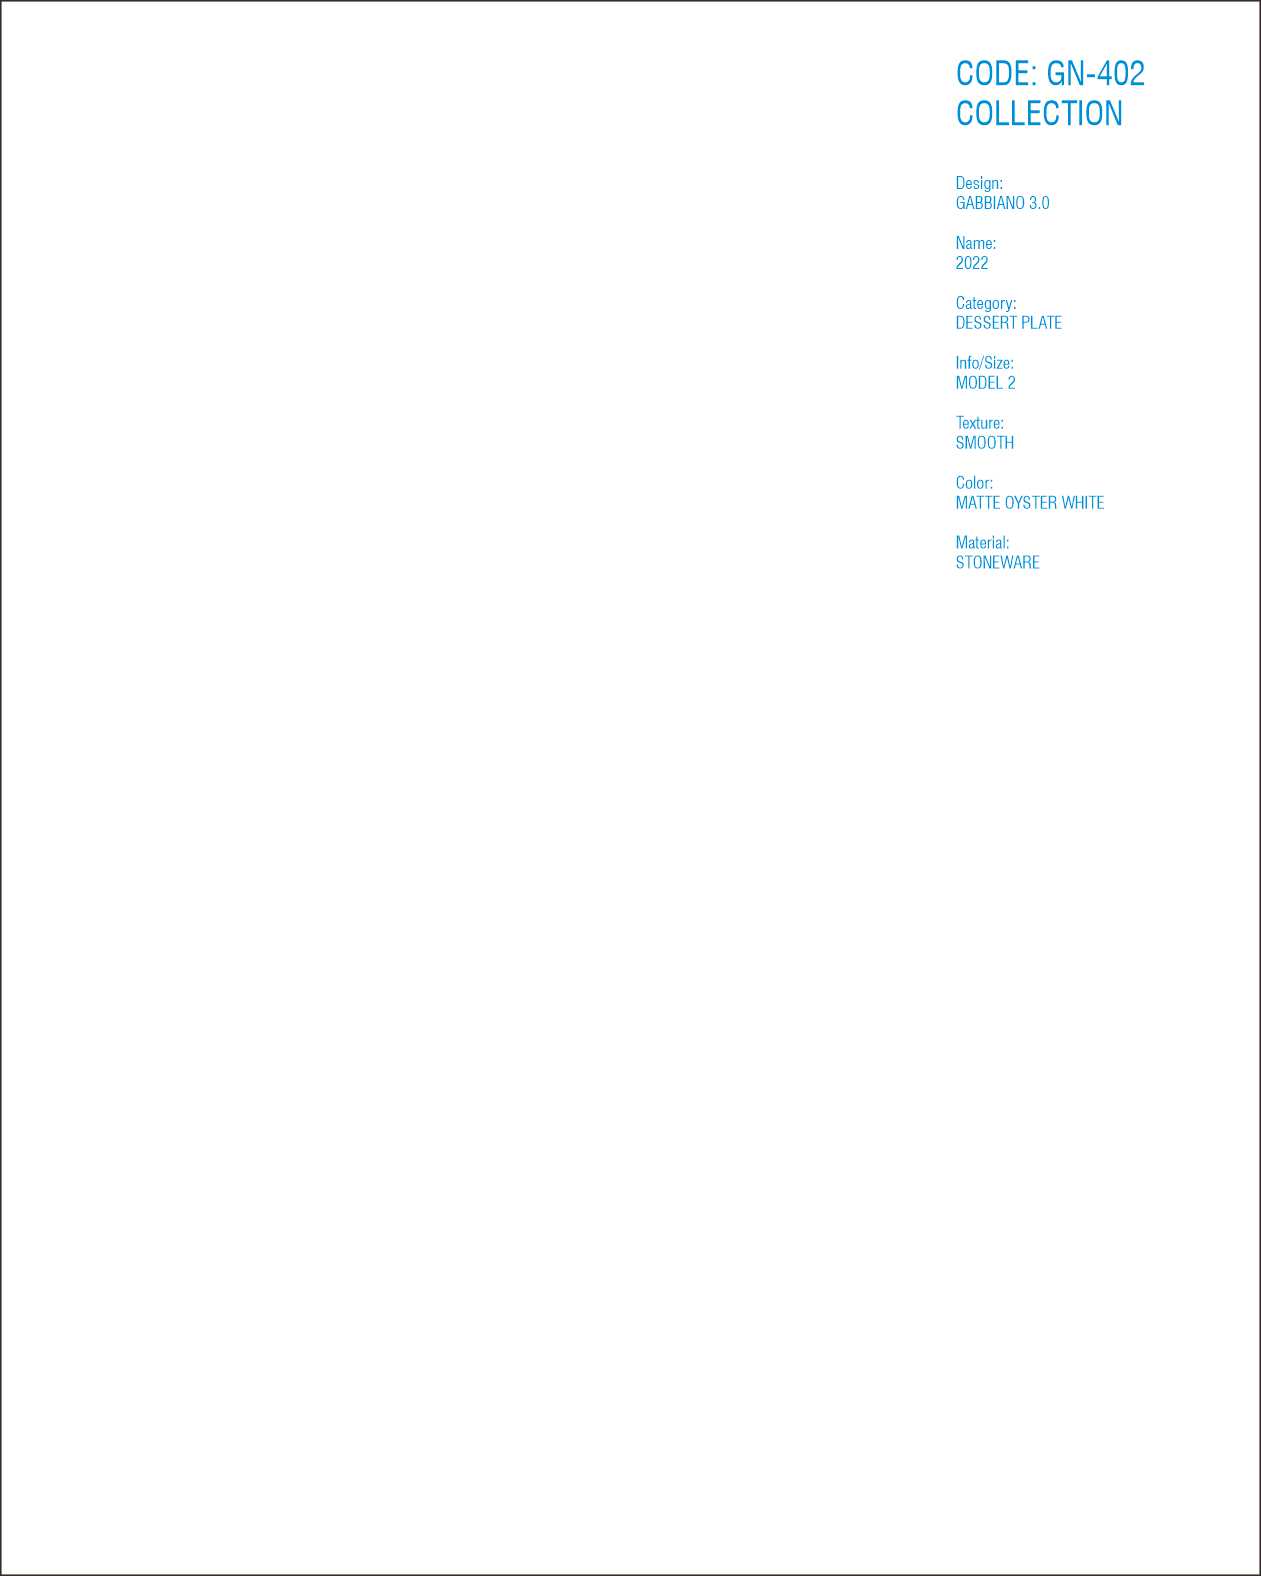 CODE: GN-402
COLLECTION
Design:
GABBIANO 3.0
Name:
2022
Category:
DESSERT PLATE
Info/Size:
MODEL 2
Texture:
SMOOTH
Color:
MATTE OYSTER WHITE
Material:
STONEWARE